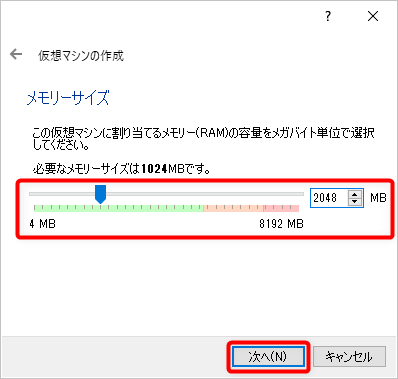 ?
仮想マシンの作成
メモリーサイズ
この仮想マシンに割り当てるメモリー(RAM)の容量をメガバイト単位で選択
してください。
必要なメモリーサイズは1024MBです。
2048 MB
4 MB 8192 MB
次へ(N) キャンセル